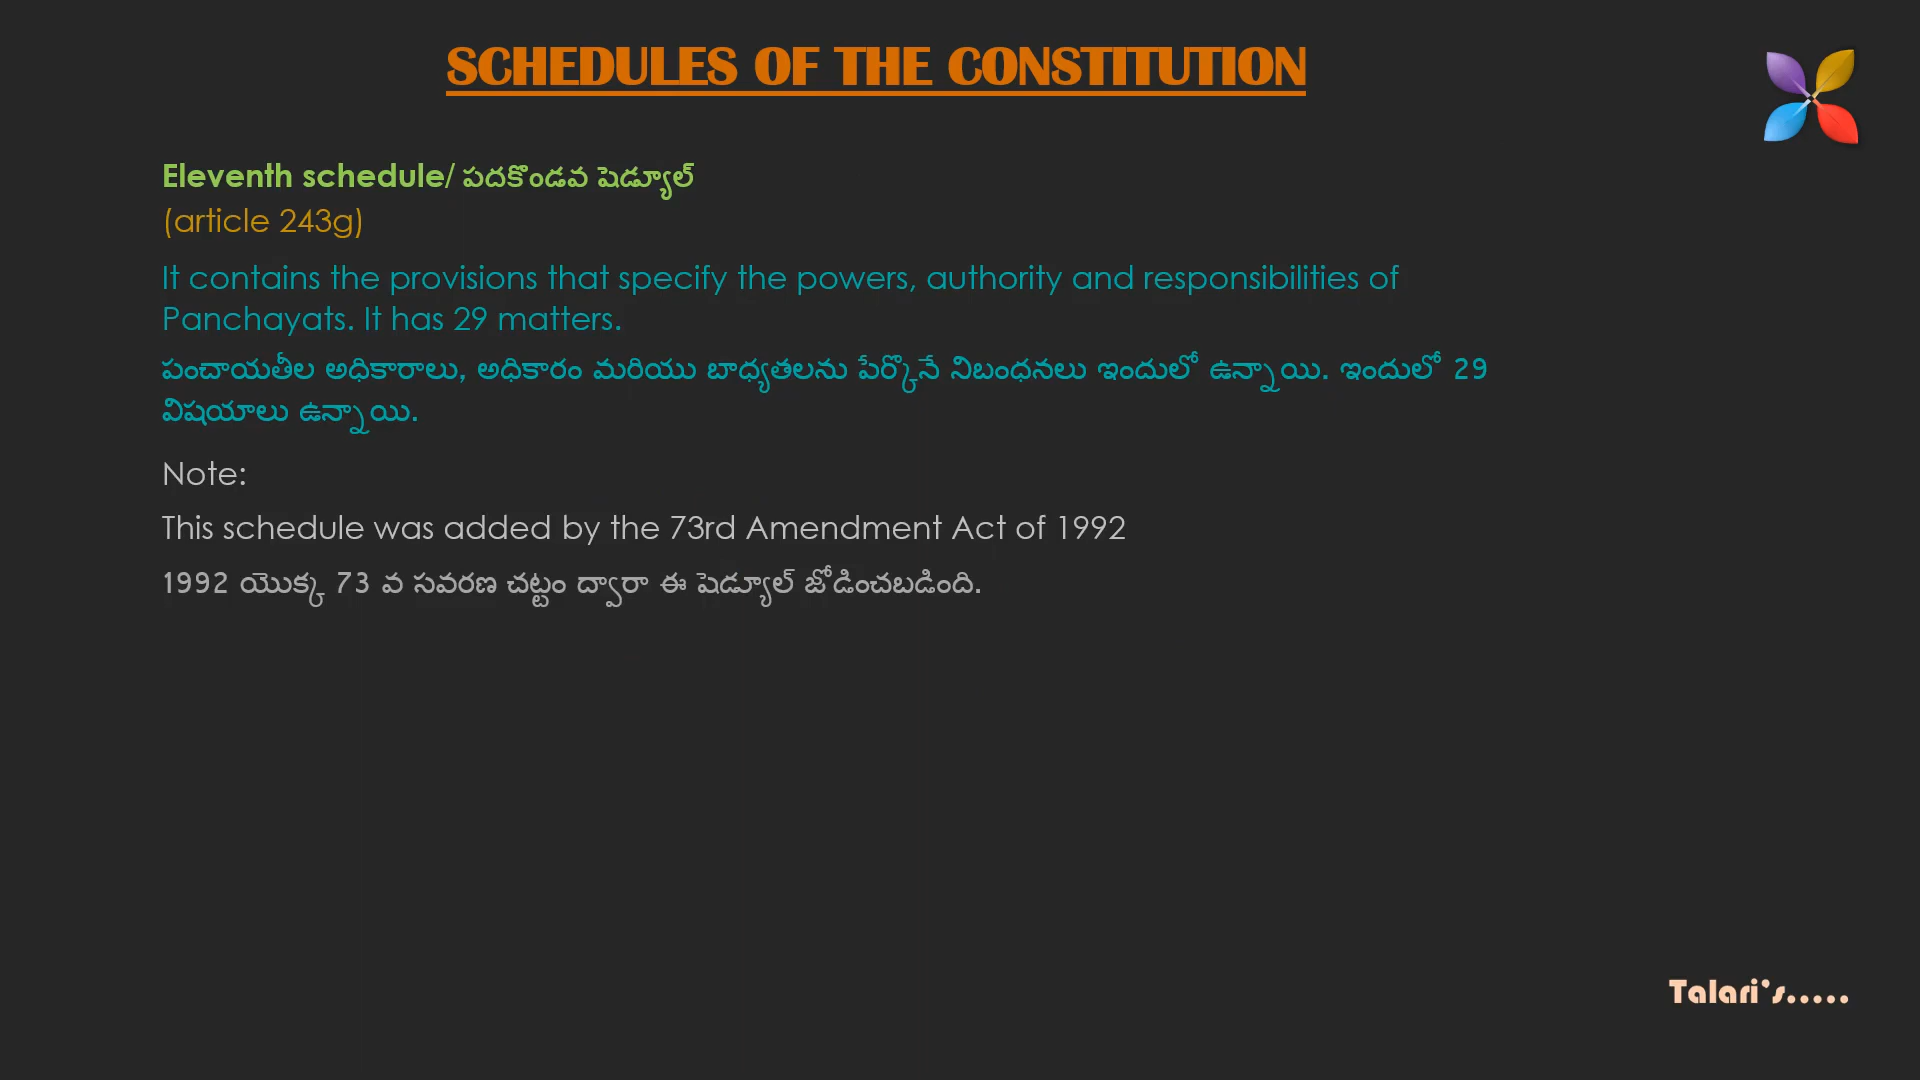 SCHEDULES OF THE CONSTITUTION
Eleventh schedule/ పదకొండవ షెడ్యూల్
(article 243g)
It contains the provisions that specify the powers, authority and responsibilities of
Panchayats. It has 29 matters.
పంచాయతీల అధికారాలు, అధికారం మరియు బాధ్యతలను పేర్కొనే నిబంధనలు ఇందులో ఉన్నాయి. ఇందులో 29
విషయాలు ఉన్నాయి.
Note:
This schedule was added by the 73rd Amendment Act of 1992
1992 యొక్క 73 వ సవరణ చట్టం ద్వారా ఈ షెడ్యూల్ జోడించబడింది.
Talari's.....